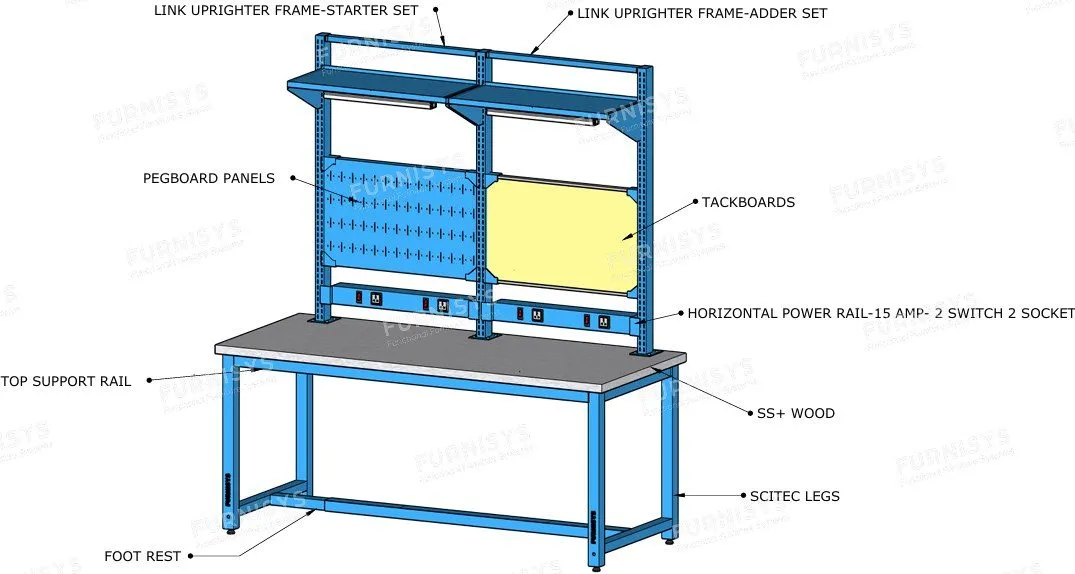 LINK UPRIGHTER FRAME-STARTER SET
LINK UPRIGHTER FRAME-ADDER SET
PEGBOARD PANELS
TACKBOARDS
HORIZONTAL POWER RAIL-15 AMP- 2 SWITCH 2 SOCKET
TOP SUPPORT RAIL
SS+ WOOD
SCITEC LEGS
FOOT REST
FURNISYS
FURNISYS